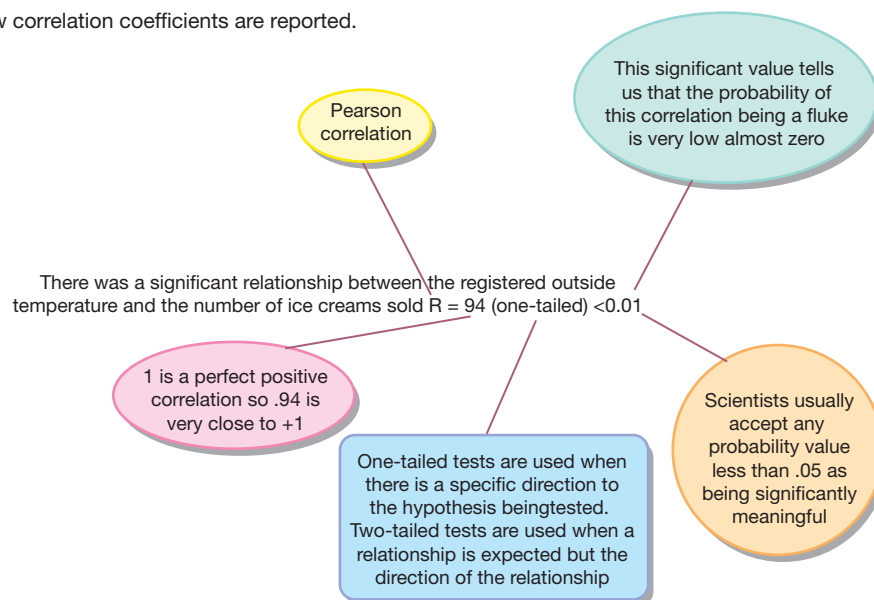 w correlation coefficients are reported.
This significant value tells
us that the probability of
this correlation being a fluke
is very low almost zero
Pearson
correlation
There was a significant relationship between the registered outside
temperature and the number of ice creams sold R = 94 (one-tailed) <0.01
1 is a perfect positive
correlation so .94 is
very close to +1
One-tailed tests are used when
there is a specific direction to
the hypothesis beingtested.
Two-tailed tests are used when a
relationship is expected but the
direction of the relationship
Scientists usually
accept any
probability value
less than .05 as
being significantly
meaningful